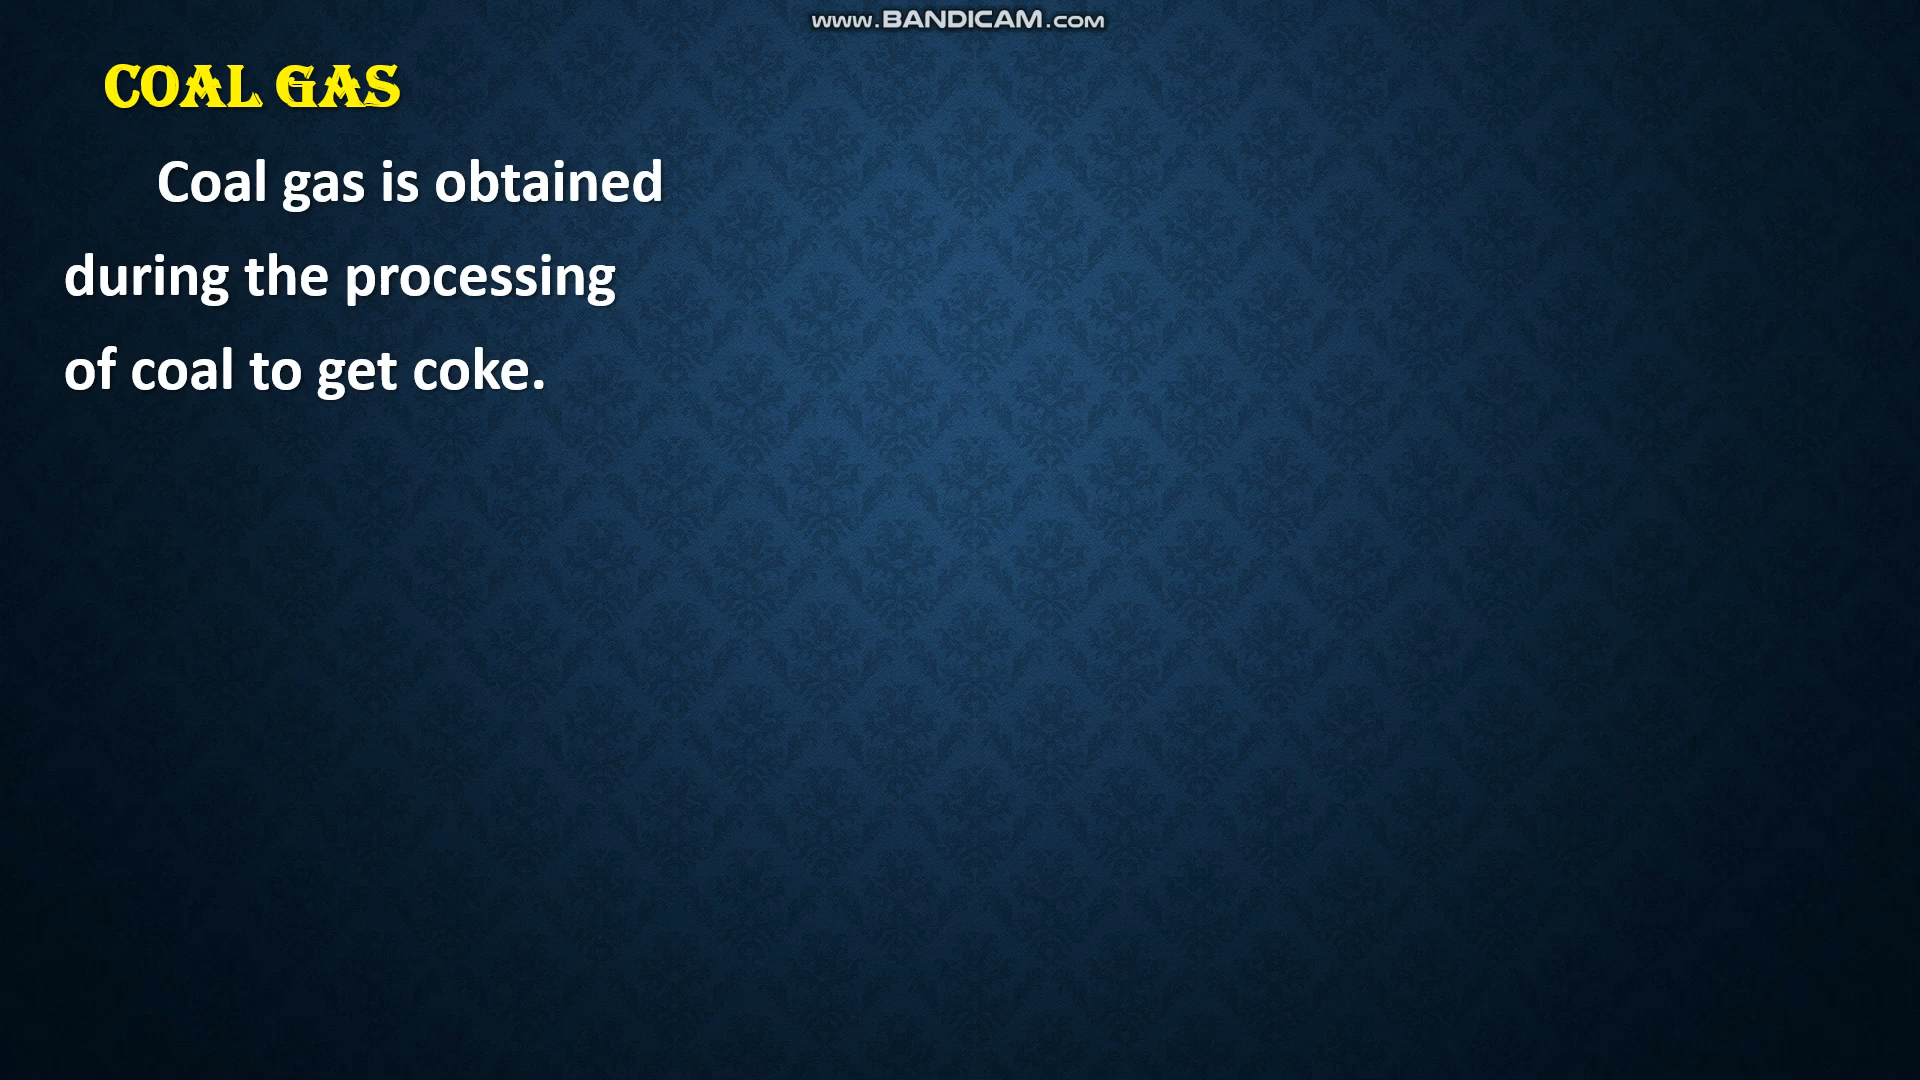 www.BANDICAM.com
COAL GAS
Coal gas is obtained
during the processing
of coal to get coke.